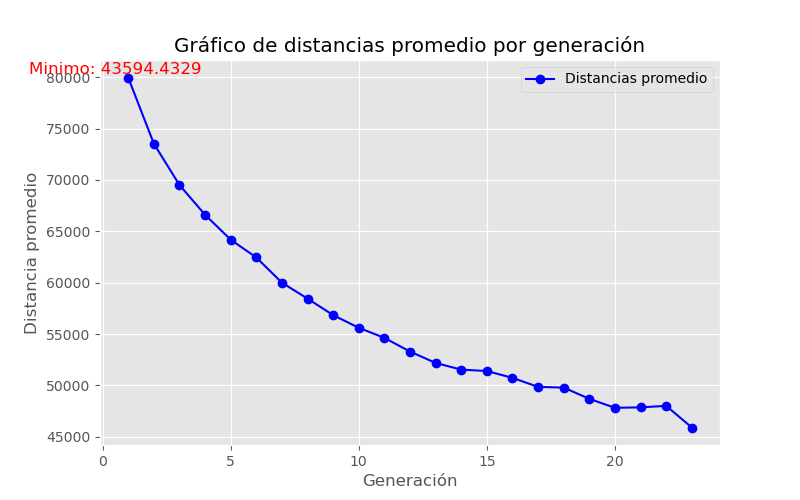 Gráfico de distancias promedio por generación
Minimo: 43594.4329
Distancias promedio
80000
75000
70000
65000
60000
55000
50000
45000
Distancia promedio
0 5 10 15 20
Generación